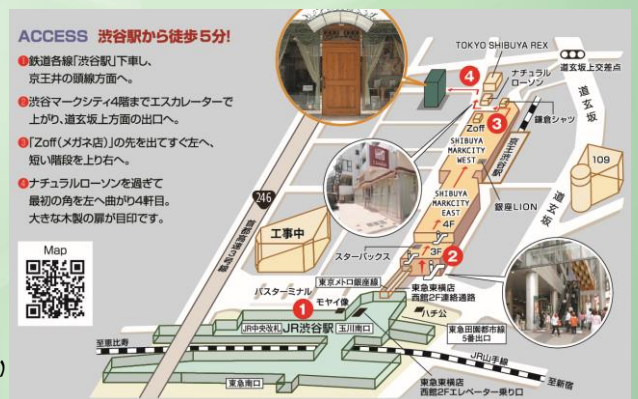 ACCESS 渋谷駅から徒歩5分!
❶鉄道各線「渋谷駅」下車し、
京王井の頭線方面へ。
❷渋谷マークシティ4階までエスカレーターで
上がり、道玄坂上方面の出口へ。
❸「Zoff(メガネ店)」の先を出てすぐ左へ、
短い階段を上り右へ。
❹ナチュラルローソンを過ぎて
最初の角を左へ曲がり4軒目。
大きな木製の扉が目印です。
Map
TOKYO SHIBUYA REX
ナチュラル
ローソン
道玄坂上交差点
4
3
鎌倉シャツ
Zoff
SHIBUYA
MARKCITY
WEST
京王渋谷駅
道玄坂
109
銀座LION
SHIBUYA
MARKCITY
EAST
4F
道玄坂
246
首都高速3号線
工事中
スターバックス
3F
2
東京メトロ銀座線
バスターミナル
1
モヤイ像
東急東横店
西館2F連絡通路
ハチ公
JR中央改札
JR渋谷駅
玉川南口
東急田園都市線
5番出口
至恵比寿
JR山手線
至新宿
東急南口
東急東横店
西館2Fエレベーター乗り口
)